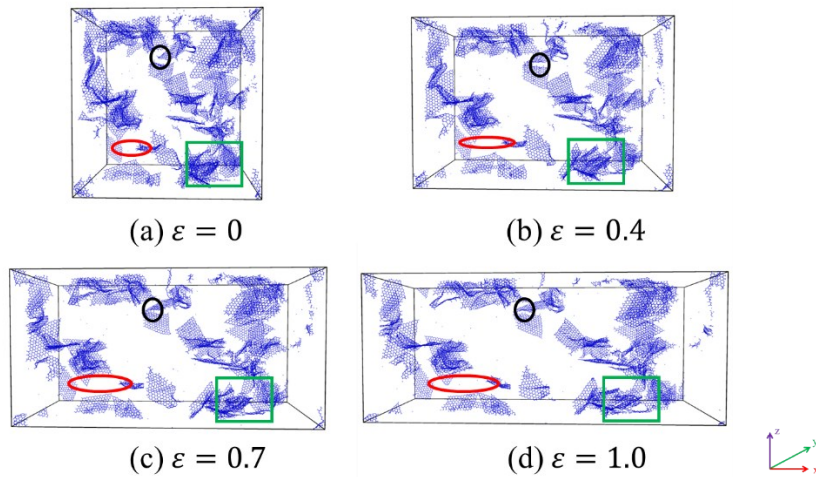 (a) ε = 0
(b) ε = 0.4
(c) ε = 0.7
(d) ε = 1.0
z
y
x